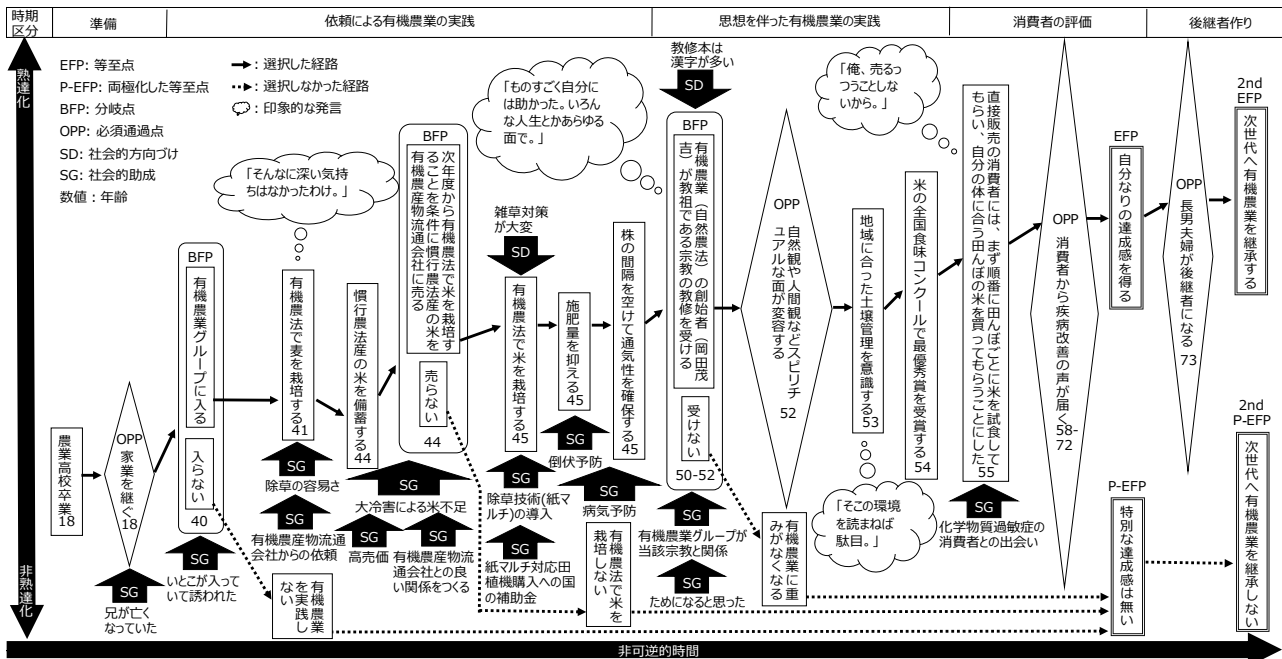 時期
区分
準備
依頼による有機農業の実践
思想を伴った有機農業の実践
消費者の評価
後継者作り
熟達化
非熟達化
EFP: 等至点
P-EFP: 両極化した等至点
BFP: 分岐点
OPP: 必須通過点
SD: 社会的方向づけ
SG: 社会的助成
数値：年齢
：選択した経路
：選択しなかった経路
：印象的な発言
農業高校卒業18
OPP
家業を継ぐ18
SG
兄が亡く
なっていた
BFP
有機農業グループに入る
入らない
40
SG
いとこが入って
いて誘われた
有機農業
を実践し
ない
「そんなに深い気持
ちはなかったわけ。」
有機農法で麦を
栽培する
41
SG
除草の容易さ
SG
有機農産物流通
会社からの依頼
慣行農法産の米を備蓄する
44
BFP
次年度から有機農法で米を栽培す
ることを条件に慣行農法産の米を
有機農産物流通会社に売る
売らない
44
SG
大冷害による米不足
SG
高売価
SG
有機農産物流
通会社との良
い関係をつくる
雑草対策
が大変
SD
有機農法で米を栽培する
45
SG
除草技術(紙マ
ルチ)の導入
SG
紙マルチ対応田
植機購入への国
の補助金
施肥量を抑える
45
SG
倒伏予防
株の間隔を空けて通気性を確保する
45
SG
病気予防
有機農法で米を
栽培しない
「ものすごく自分に
は助かった。いろん
な人生とかあらゆる
面で。」
教修本は
漢字が多い
SD
BFP
有機農業（自然農法）の創始者（岡田茂
吉）が教祖である宗教の教修を受ける
受けない
50-52
SG
有機農業グループが
当該宗教と関係
SG
ためになると思った
OPP
自然観や人間観などスピリチ
ュアルな面が変容する
52
有機農業に重
みがなくなる
地域に合った土壌管理を意識する
53
「そこの環境
を読まねば
駄目。」
米の全国食味コンクールで最優秀賞を受賞する
54
「俺、売るっ
つうことしな
いから。」
直接販売の消費者には、まず順番に田んぼごとに米を試食して
もらい、自分の体に合う田んぼの米を買ってもらうことにした
55
SG
化学物質過敏症の
消費者との出会い
OPP
消費者から疾病改善の声が届く
58-
72
EFP
自分なりの達成感を得る
P-EFP
特別な達成感は無い
OPP
長男夫婦が後継者になる
73
2nd
EFP
次世代へ有機農業を継承する
2nd
P-EFP
次世代へ有機農業を継承しない
非可逆的時間